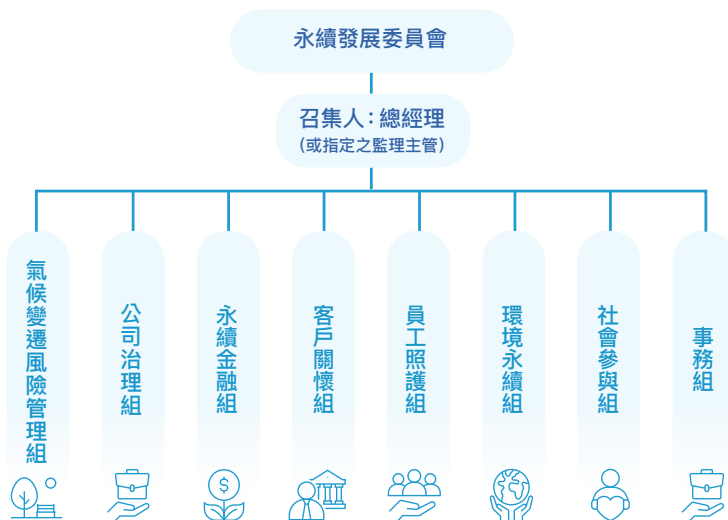 永續發展委員會
召集人：總經理
（或指定之監理主管）
氣候變遷風險管理組
公司治理組
永續金融組
客戶關懷組
員工照護組
環境永續組
社會參與組
事務組
$